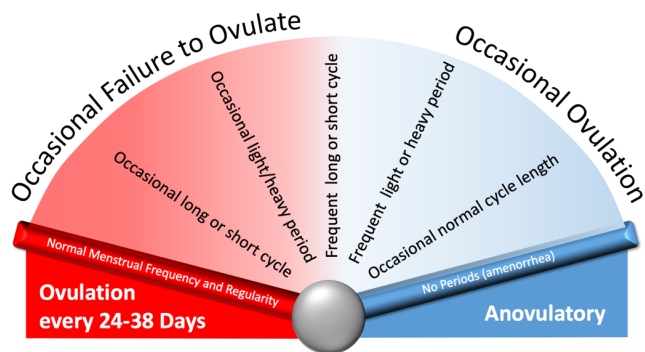 Occasional Failure to Ovulate
Occasional Ovulation
Occasional long or short cycle
Occasional light/heavy period
Frequent long or short cycle
Frequent light or heavy period
Occasional normal cycle length
Normal Menstrual Frequency and Regularity
No Periods (amenorrhea)
Ovulation
every 24-38 Days
Anovulatory